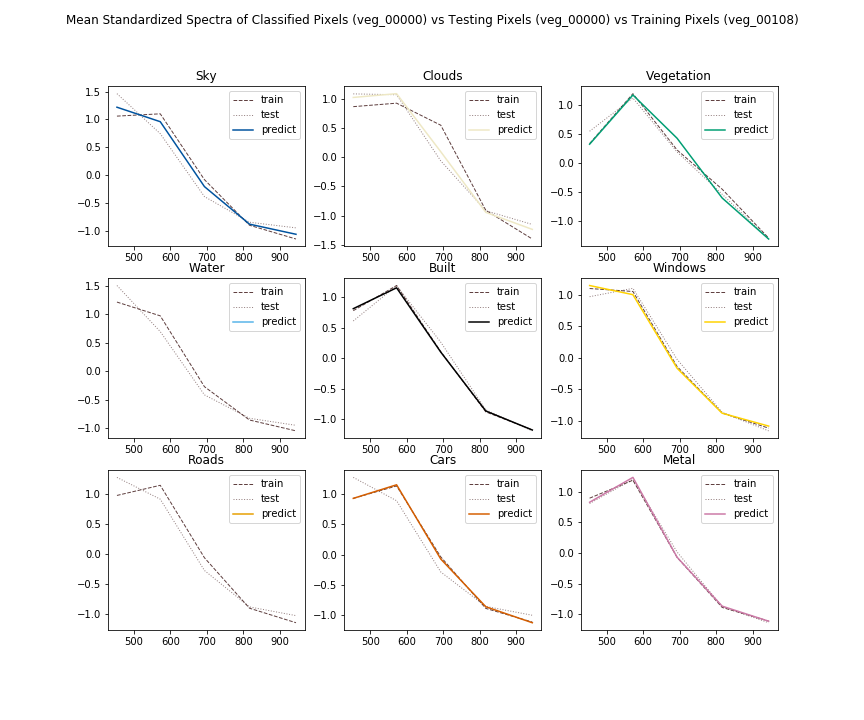 Mean Standardized Spectra of Classified Pixels (veg_00000) vs Testing Pixels (veg_00000) vs Training Pixels (veg_00108)
Sky
1.5
1.0
0.5
0.0
−0.5
−1.0
500 600 700 800 900
train
test
predict
Clouds
1.0
0.5
0.0
−0.5
−1.0
−1.5
500 600 700 800 900
train
test
predict
Vegetation
1.0
0.5
0.0
−0.5
−1.0
500 600 700 800 900
train
test
predict
Water
1.5
1.0
0.5
0.0
−0.5
−1.0
500 600 700 800 900
train
test
predict
Built
1.0
0.5
0.0
−0.5
−1.0
500 600 700 800 900
train
test
predict
Windows
1.0
0.5
0.0
−0.5
−1.0
500 600 700 800 900
train
test
predict
Roads
1.0
0.5
0.0
−0.5
−1.0
500 600 700 800 900
train
test
predict
Cars
1.0
0.5
0.0
−0.5
−1.0
500 600 700 800 900
train
test
predict
Metal
1.0
0.5
0.0
−0.5
−1.0
500 600 700 800 900
train
test
predict